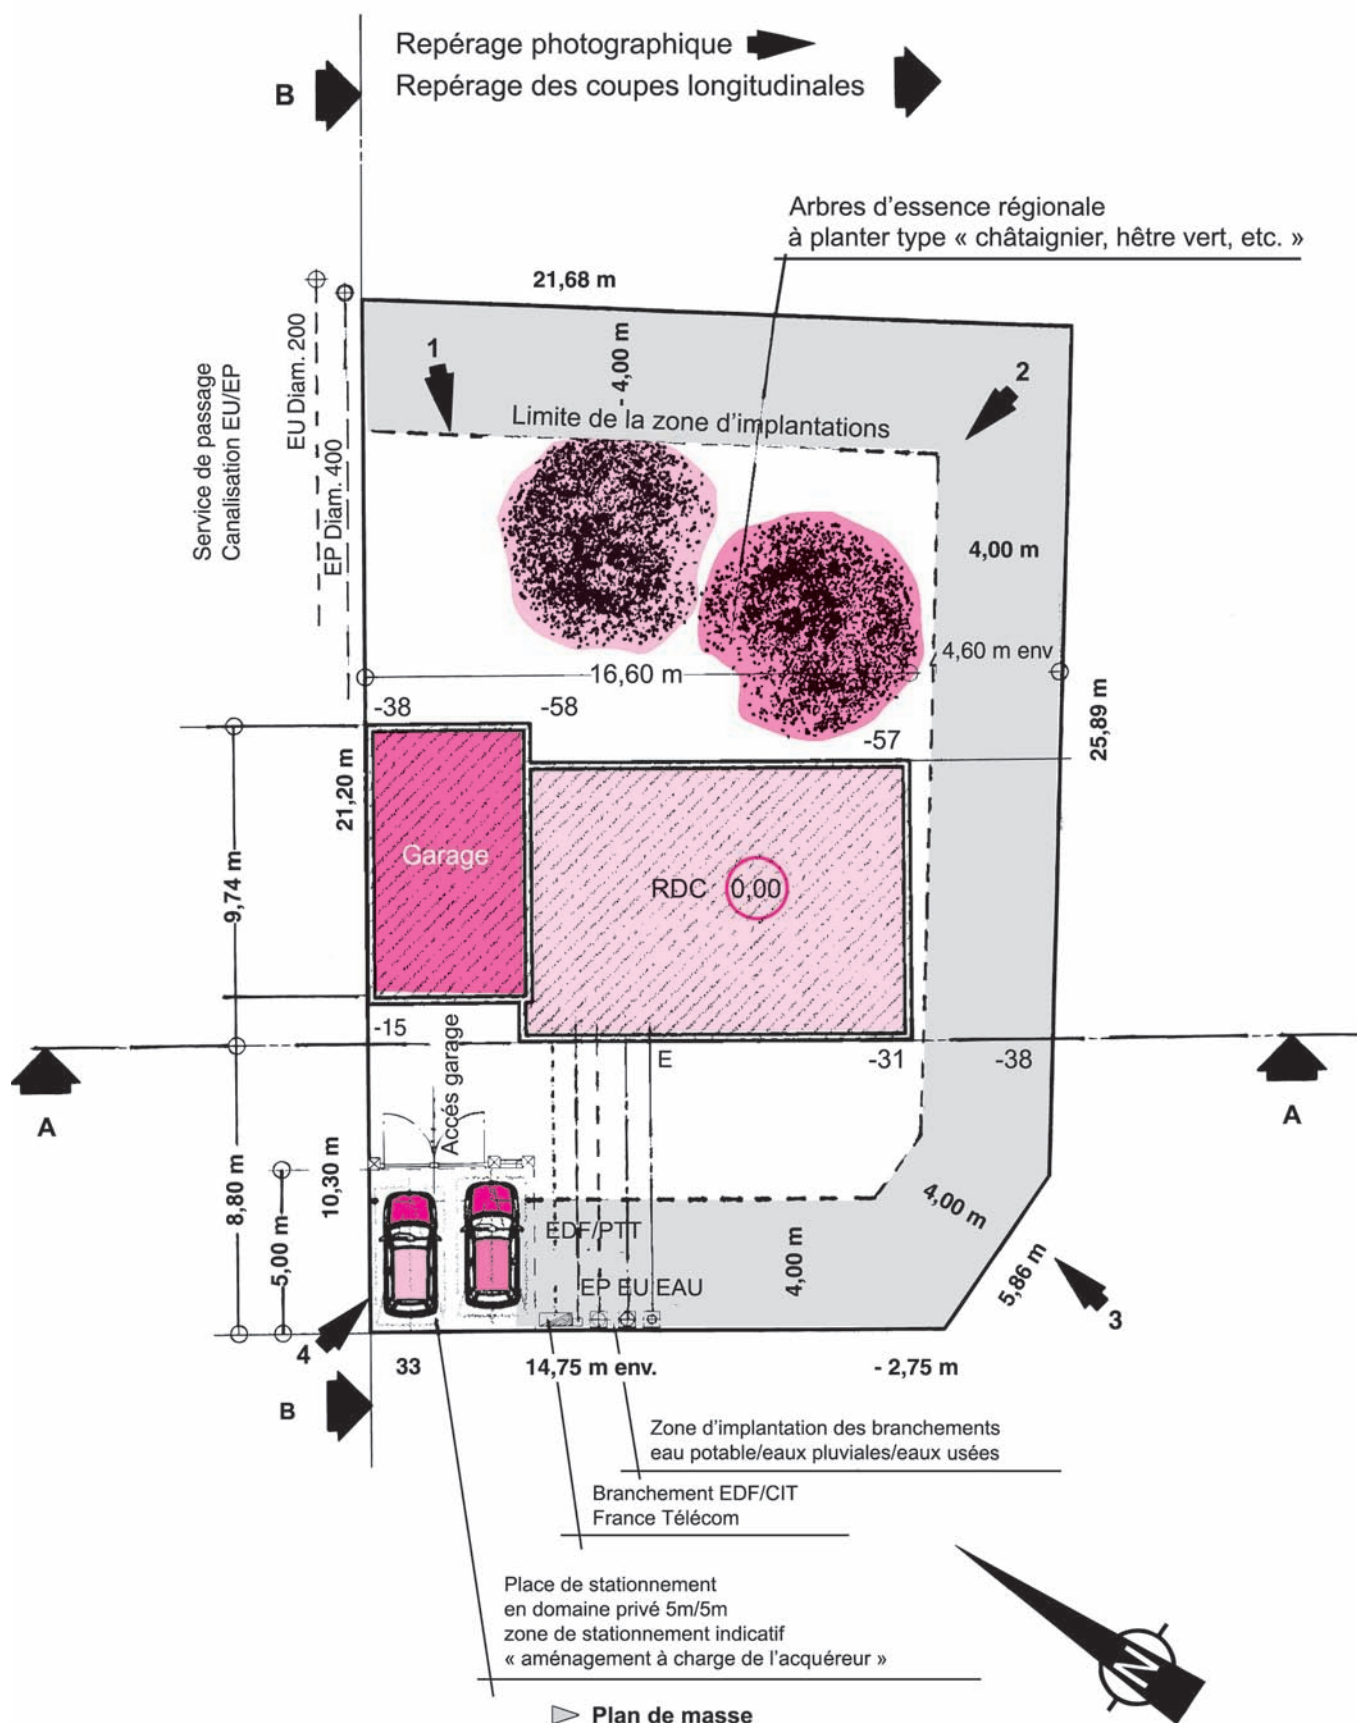 Repérage photographique
Repérage des coupes longitudinales
B
Arbres d'essence régionale
à planter type « châtaignier, hêtre vert, etc. »
21,68 m
Service de passage
Canalisation EU/EP
EU Diam. 200
EP Diam. 400
1
- 4,00 m
2
Limite de la zone d'implantations
4,00 m
16,60 m
4,60 m env
-38
-58
-57
25,89 m
21,20 m
9,74 m
Garage
RDC
0,00
-15
Accés garage
E
-31
-38
A
A
8,80 m
10,30 m
5,00 m
EDF/PTT
EP EU EAU
4,00 m
4,00 m
5,86 m
3
4
33
14,75 m env.
- 2,75 m
B
Zone d'implantation des branchements
eau potable/eaux pluviales/eaux usées
Branchement EDF/CIT
France Télécom
Place de stationnement
en domaine privé 5m/5m
zone de stationnement indicatif
« aménagement à charge de l'acquéreur »
N
Plan de masse